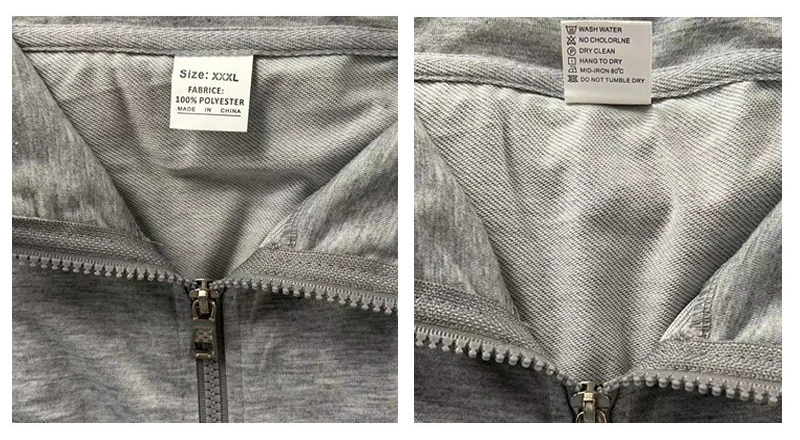 Size: XXXL
FABRICE:
100% POLYESTER
MADE IN CHINA
WASH WATER
NO CHOLORLNE
DRY CLEAN
HANG TO DRY
MID-IRON 80℃
DO NOT TUMBLE DRY